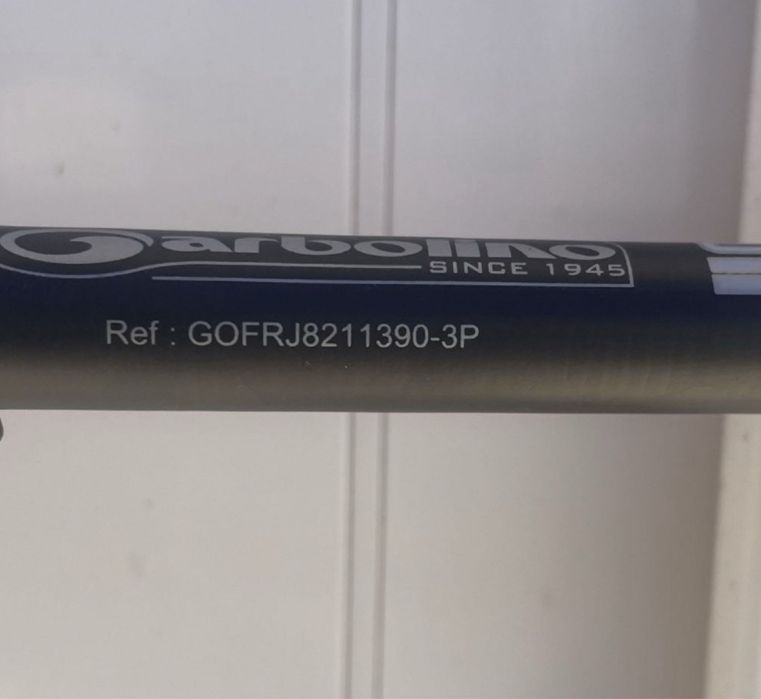 Garbolino
SINCE 1945
Ref : GOFRJ8211390-3P